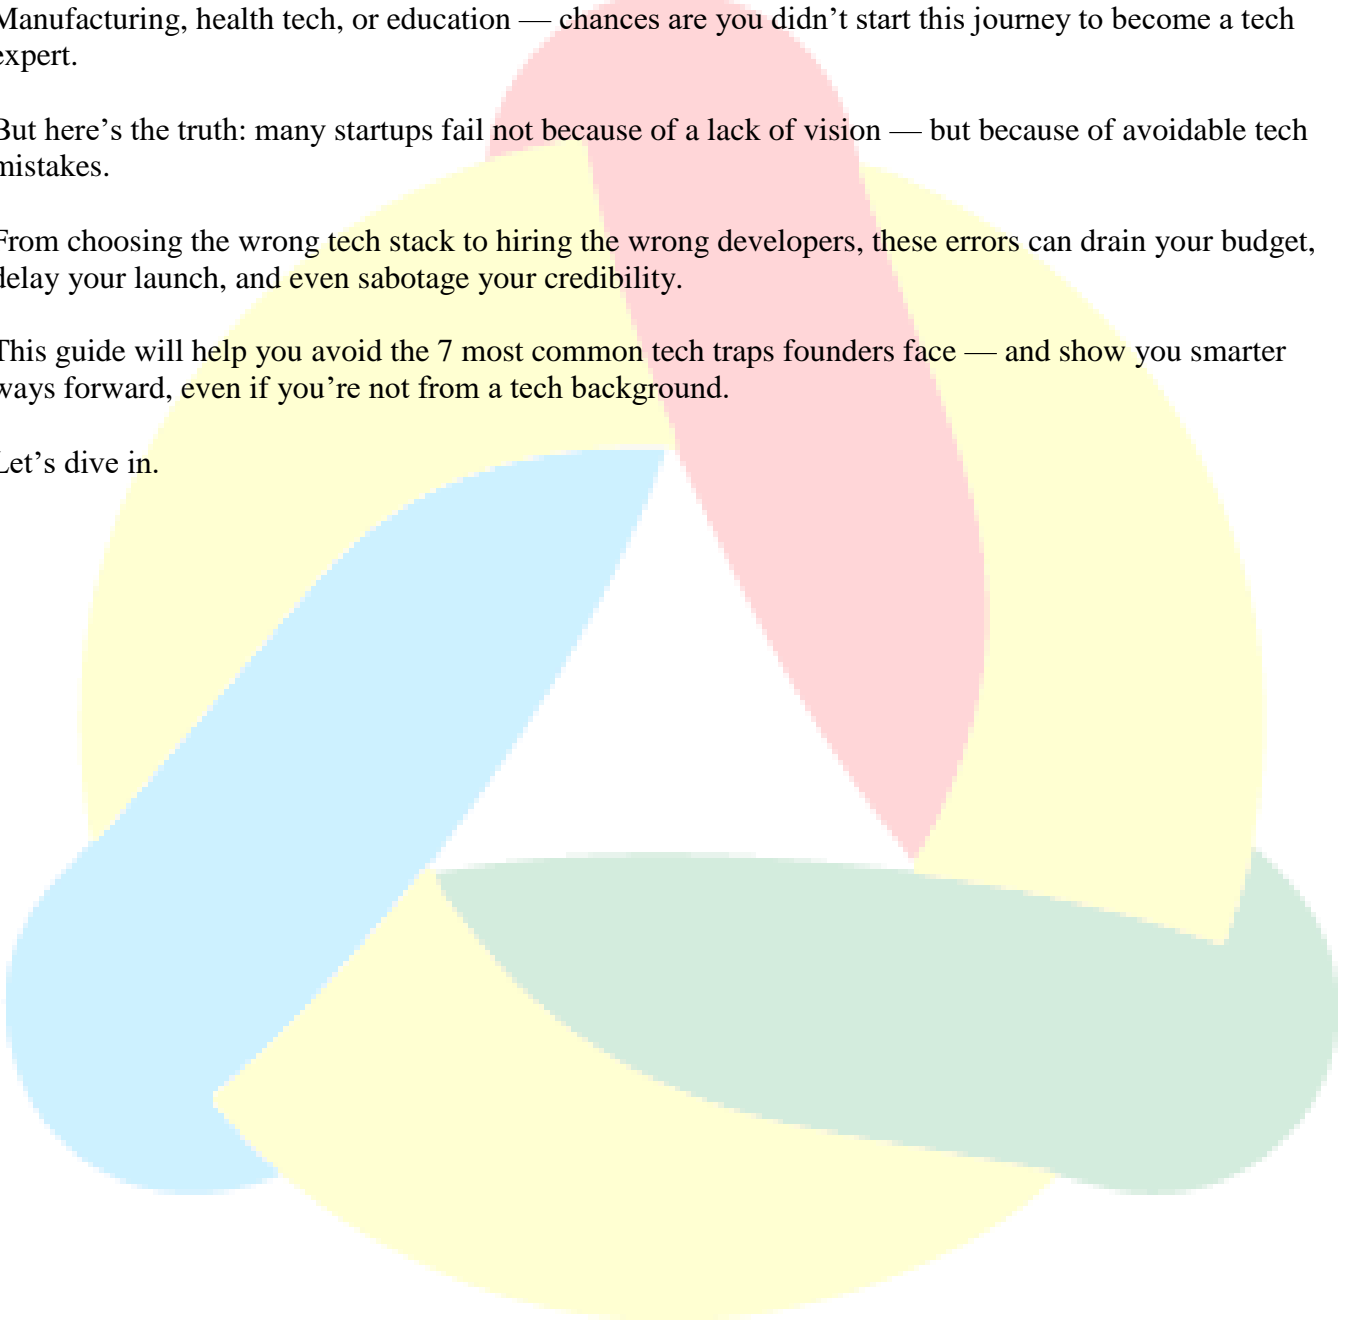 Manufacturing, health tech, or education — chances are you didn’t start this journey to become a tech
expert.
But here’s the truth: many startups fail not because of a lack of vision — but because of avoidable tech
mistakes.
From choosing the wrong tech stack to hiring the wrong developers, these errors can drain your budget,
delay your launch, and even sabotage your credibility.
This guide will help you avoid the 7 most common tech traps founders face — and show you smarter
ways forward, even if you’re not from a tech background.
Let’s dive in.